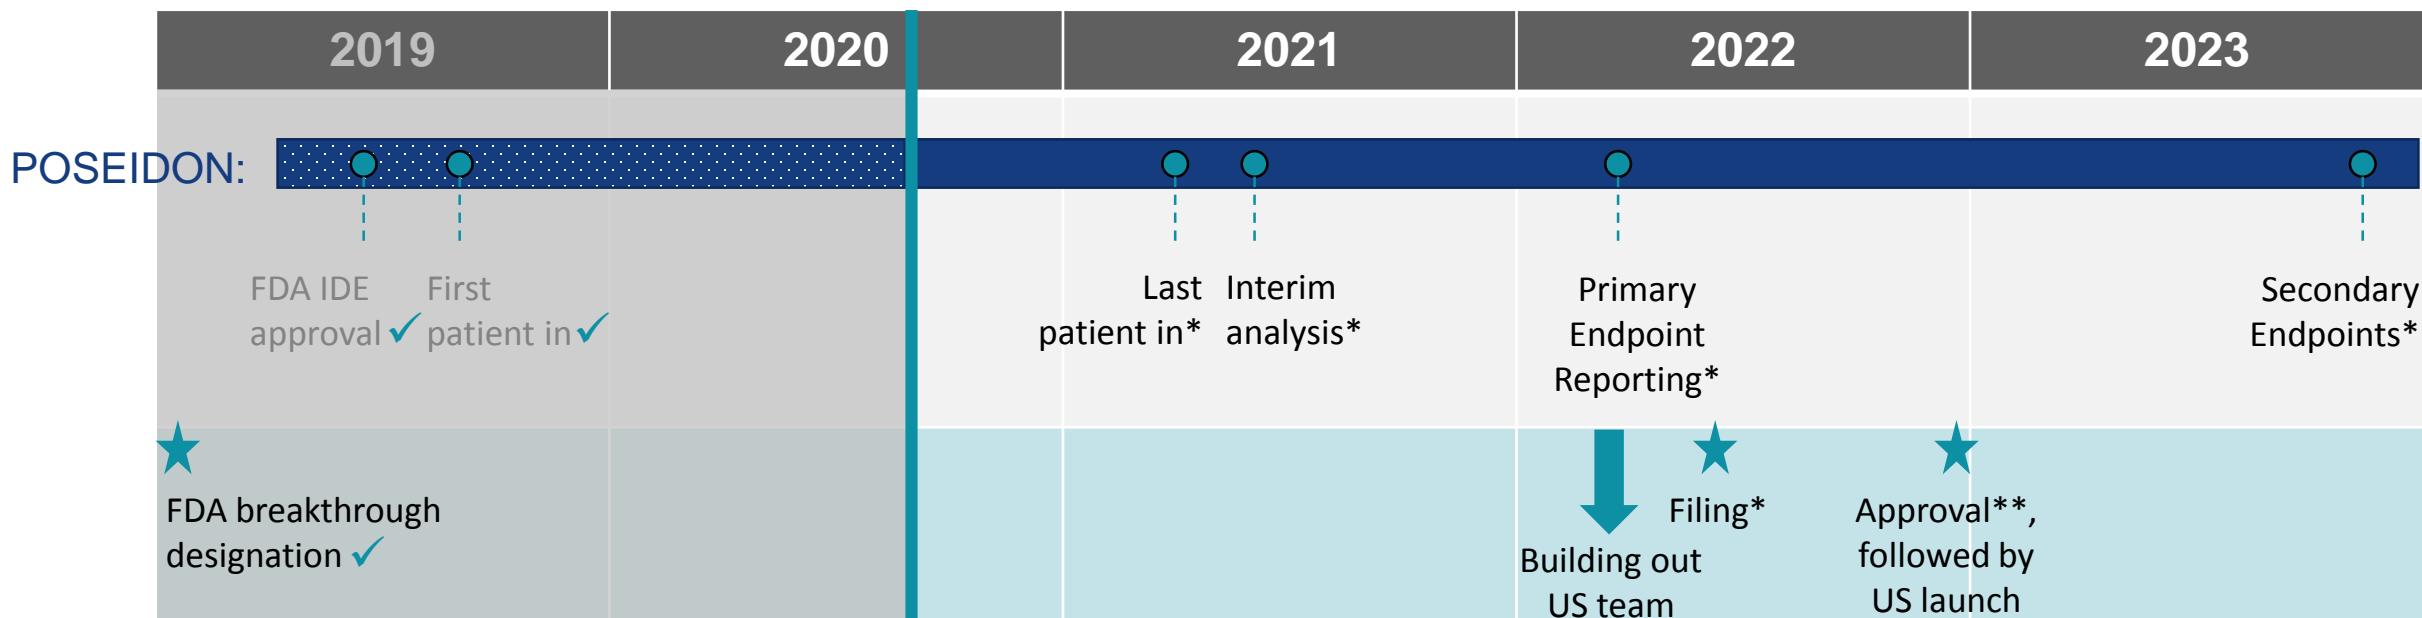 2019 2020 2021 2022 2023
POSEIDON:
FDA IDE
approval ✓
First
patient in ✓
Last
patient in*
Interim
analysis*
Primary
Endpoint
Reporting*
Secondary
Endpoints*
FDA breakthrough
designation ✓
Building out
US team
Filing*
Approval**,
followed by
US launch